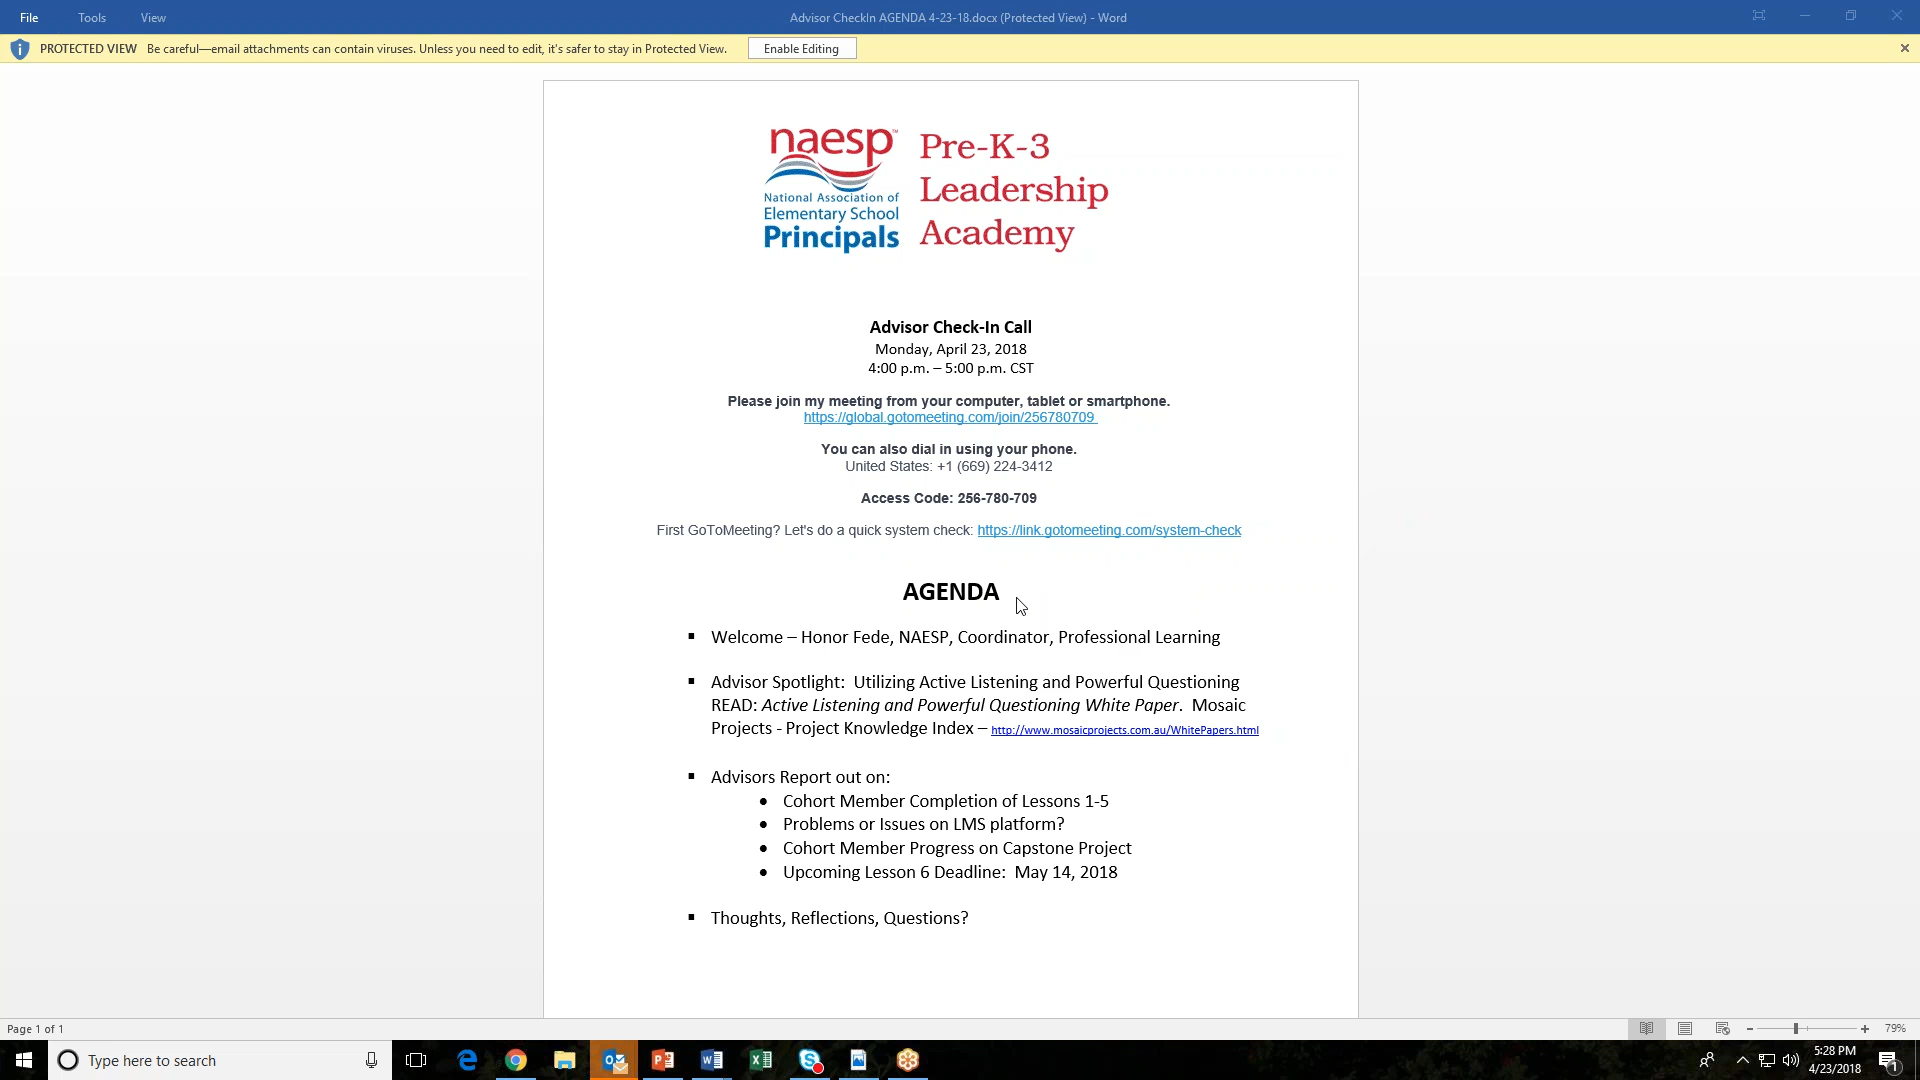 File Tools View Advisor CheckIn AGENDA 4-23-18.docx (Protected View) - Word
PROTECTED VIEW Be careful—email attachments can contain viruses. Unless you need to edit, it's safer to stay in Protected View. Enable Editing
naesp™
National Association of
Elementary School
Principals
Pre-K-3
Leadership
Academy
Advisor Check-In Call
Monday, April 23, 2018
4:00 p.m. – 5:00 p.m. CST
Please join my meeting from your computer, tablet or smartphone.
https://global.gotomeeting.com/join/256780709
You can also dial in using your phone.
United States: +1 (669) 224-3412
Access Code: 256-780-709
First GoToMeeting? Let's do a quick system check: https://link.gotomeeting.com/system-check
AGENDA
▪ Welcome – Honor Fede, NAESP, Coordinator, Professional Learning
▪ Advisor Spotlight: Utilizing Active Listening and Powerful Questioning
READ: Active Listening and Powerful Questioning White Paper. Mosaic
Projects - Project Knowledge Index – http://www.mosaicprojects.com.au/WhitePapers.html
▪ Advisors Report out on:
• Cohort Member Completion of Lessons 1-5
• Problems or Issues on LMS platform?
• Cohort Member Progress on Capstone Project
• Upcoming Lesson 6 Deadline: May 14, 2018
▪ Thoughts, Reflections, Questions?
Page 1 of 1
79%
Type here to search
5:28 PM
4/23/2018
1